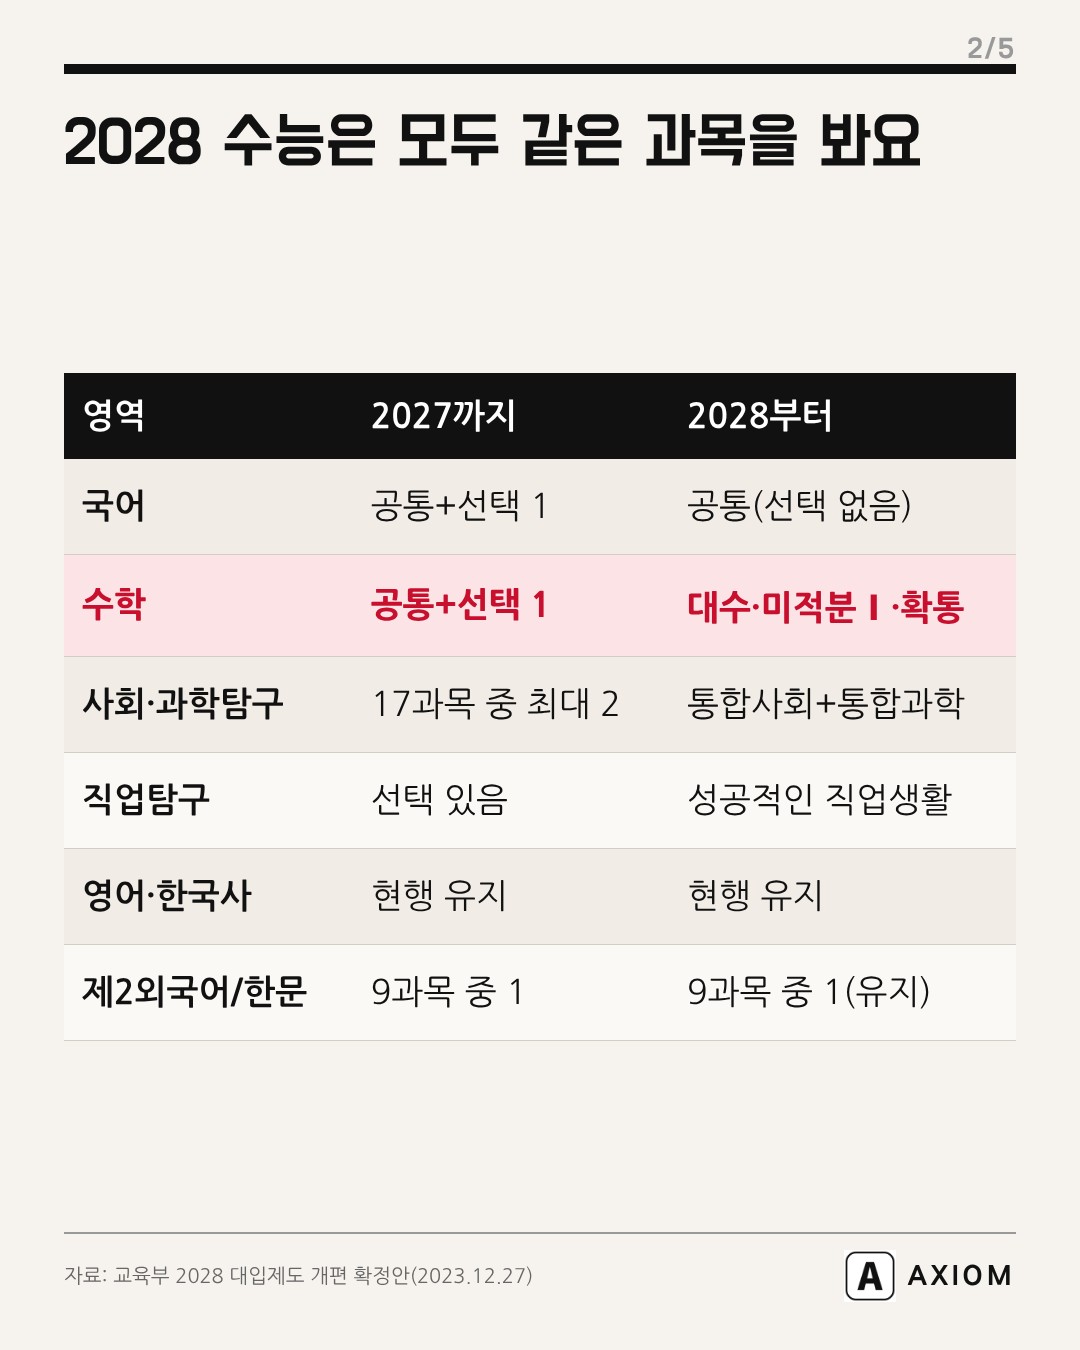 2/5
2028 수능은 모두 같은 과목을 봐요
영역 2027까지 2028부터
국어 공통+선택 1 공통(선택 없음)
수학 공통+선택 1 대수·미적분Ⅰ·확통
사회·과학탐구 17과목 중 최대 2 통합사회+통합과학
직업탐구 선택 있음 성공적인 직업생활
영어·한국사 현행 유지 현행 유지
제2외국어/한문 9과목 중 1 9과목 중 1(유지)
자료: 교육부 2028 대입제도 개편 확정안(2023.12.27)
A AXIOM